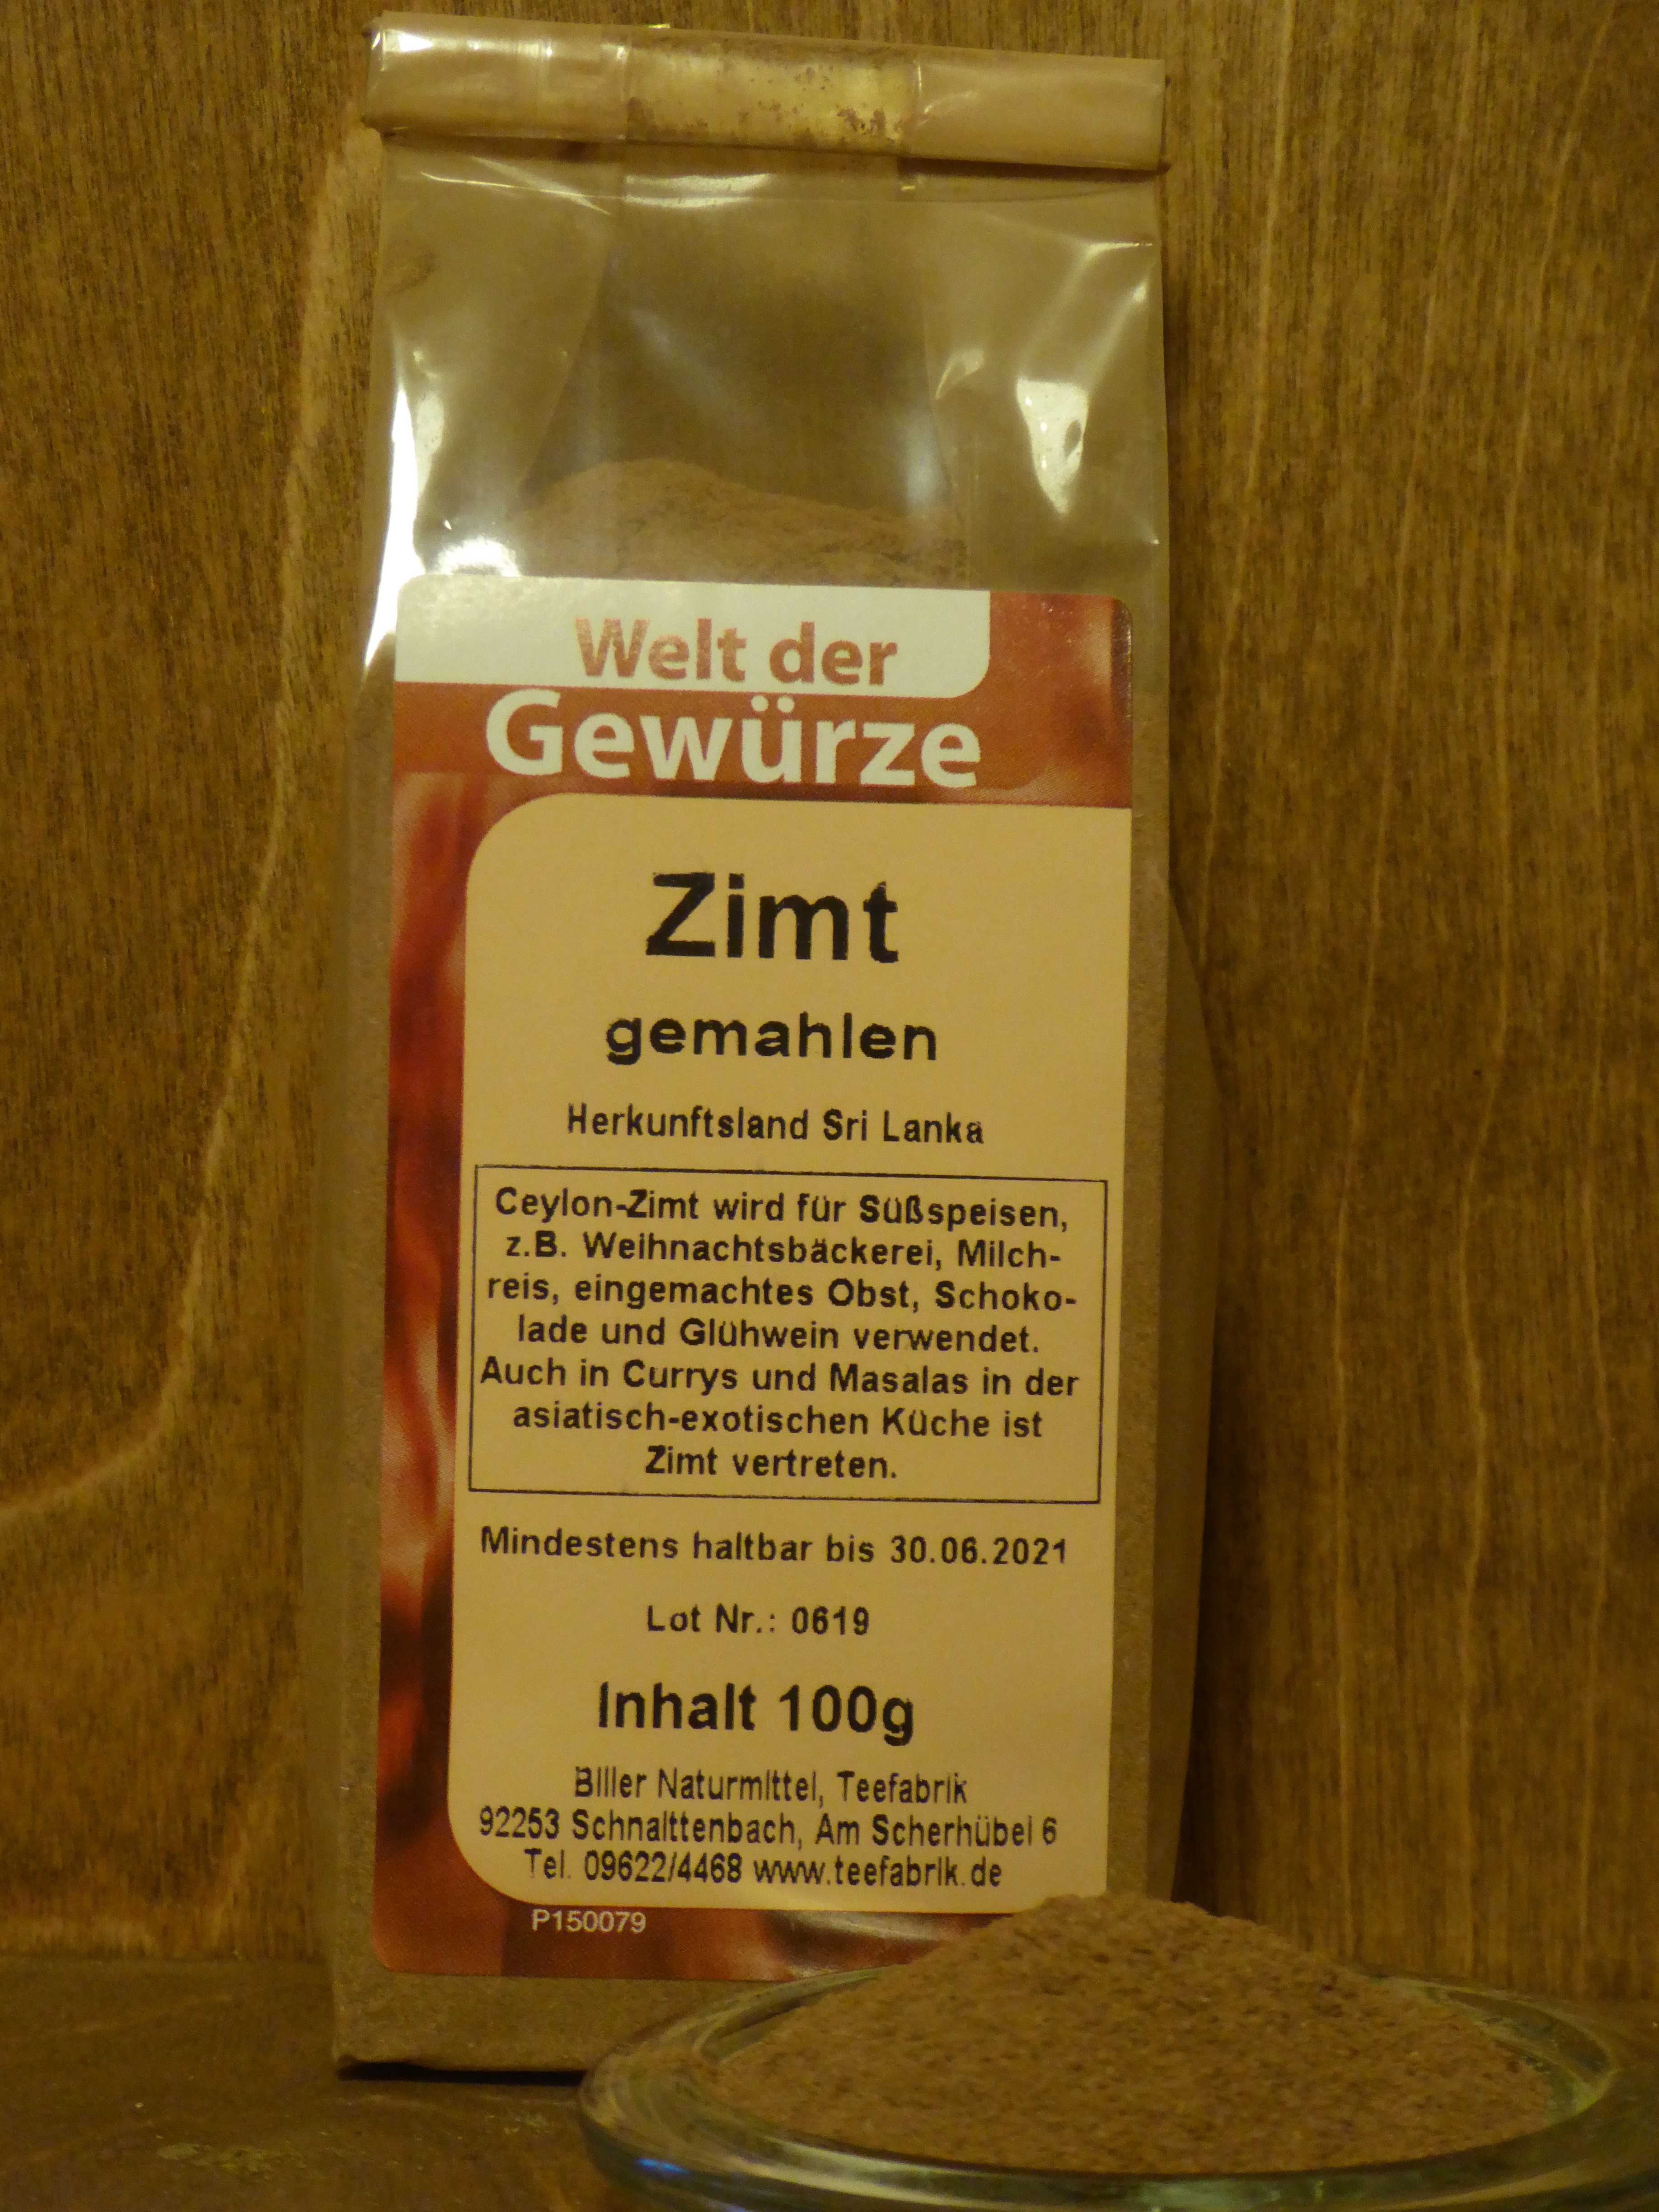 Welt der
Gewürze
Zimt
gemahlen
Herkunftsland Sri Lanka
Ceylon-Zimt wird für Süßspeisen,
z.B. Weihnachtsbäckerei, Milch-
reis, eingemachtes Obst, Schoko-
lade und Glühwein verwendet.
Auch in Currys und Masalas in der
asiatisch-exotischen Küche ist
Zimt vertreten.
Mindestens haltbar bis 30.06.2021
Lot Nr.: 0619
Inhalt 100g
Biller Naturmittel, Teefabrik
92253 Schnaittenbach, Am Scherhübel 6
Tel. 09622/4468 www.teefabrik.de
P150079